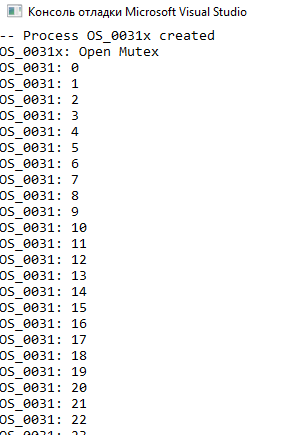 Консоль отладки Microsoft Visual Studio
-- Process OS_0031x created
OS_0031x: Open Mutex
OS_0031: 0
OS_0031: 1
OS_0031: 2
OS_0031: 3
OS_0031: 4
OS_0031: 5
OS_0031: 6
OS_0031: 7
OS_0031: 8
OS_0031: 9
OS_0031: 10
OS_0031: 11
OS_0031: 12
OS_0031: 13
OS_0031: 14
OS_0031: 15
OS_0031: 16
OS_0031: 17
OS_0031: 18
OS_0031: 19
OS_0031: 20
OS_0031: 21
OS_0031: 22